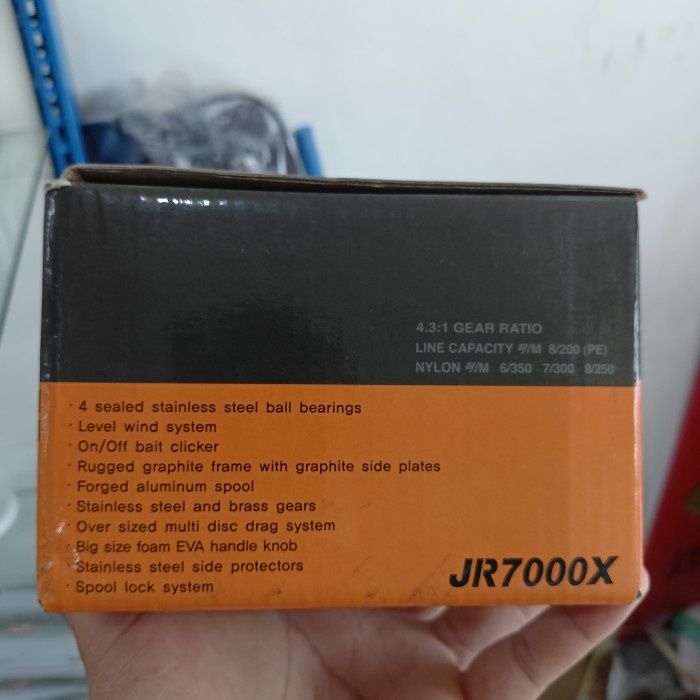 4.3:1 GEAR RATIO
LINE CAPACITY 号/M 8/200 (PE)
NYLON 号/M 6/350 7/300 8/250
· 4 sealed stainless steel ball bearings
· Level wind system
· On/Off bait clicker
· Rugged graphite frame with graphite side plates
· Forged aluminum spool
· Stainless steel and brass gears
· Over sized multi disc drag system
· Big size foam EVA handle knob
· Stainless steel side protectors
· Spool lock system
JR7000X